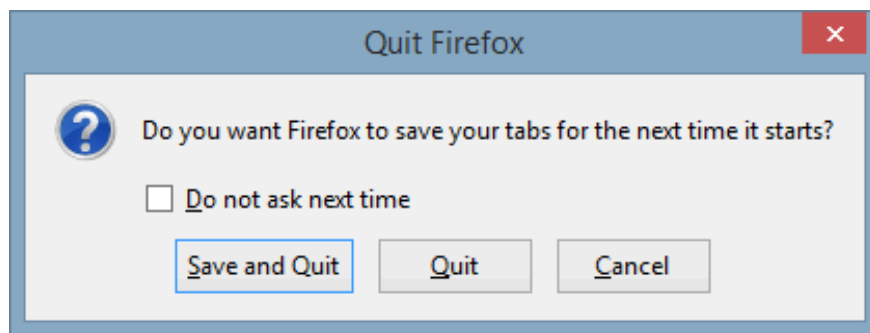 Quit Firefox
Do you want Firefox to save your tabs for the next time it starts?
Do not ask next time
Save and Quit Quit Cancel